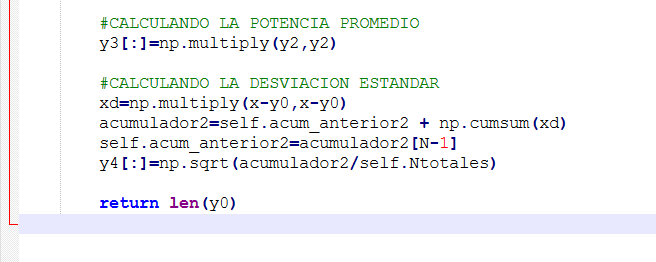 #CALCULANDO LA POTENCIA PROMEDIO
y3[:]=np.multiply(y2,y2)
#CALCULANDO LA DESVIACION ESTANDAR
xd=np.multiply(x-y0,x-y0)
acumulador2=self.acum_anterior2 + np.cumsum(xd)
self.acum_anterior2=acumulador2[N-1]
y4[:]=np.sqrt(acumulador2/self.Ntotales)
return len(y0)